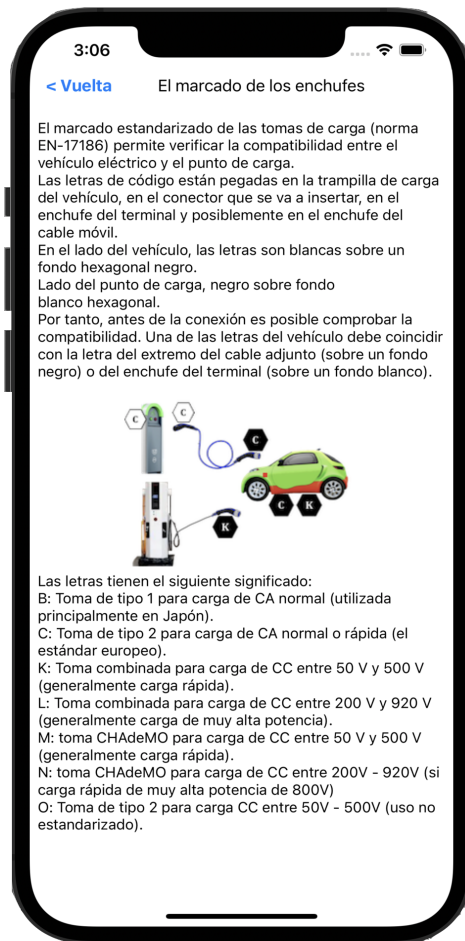 3:06
< Vuelta El marcado de los enchufes
El marcado estandarizado de las tomas de carga (norma
EN-17186) permite verificar la compatibilidad entre el
vehículo eléctrico y el punto de carga.
Las letras de código están pegadas en la trampilla de carga
del vehículo, en el conector que se va a insertar, en el
enchufe del terminal y posiblemente en el enchufe del
cable móvil.
En el lado del vehículo, las letras son blancas sobre un
fondo hexagonal negro.
Lado del punto de carga, negro sobre fondo
blanco hexagonal.
Por tanto, antes de la conexión es posible comprobar la
compatibilidad. Una de las letras del vehículo debe coincidir
con la letra del extremo del cable adjunto (sobre un fondo
negro) o del enchufe del terminal (sobre un fondo blanco).
C C
C
C K
K
Las letras tienen el siguiente significado:
B: Toma de tipo 1 para carga de CA normal (utilizada
principalmente en Japón).
C: Toma de tipo 2 para carga de CA normal o rápida (el
estándar europeo).
K: Toma combinada para carga de CC entre 50 V y 500 V
(generalmente carga rápida).
L: Toma combinada para carga de CC entre 200 V y 920 V
(generalmente carga de muy alta potencia).
M: toma CHAdeMO para carga de CC entre 50 V y 500 V
(generalmente carga rápida).
N: toma CHAdeMO para carga de CC entre 200V - 920V (si
carga rápida de muy alta potencia de 800V)
O: Toma de tipo 2 para carga CC entre 50V - 500V (uso no
estandarizado).